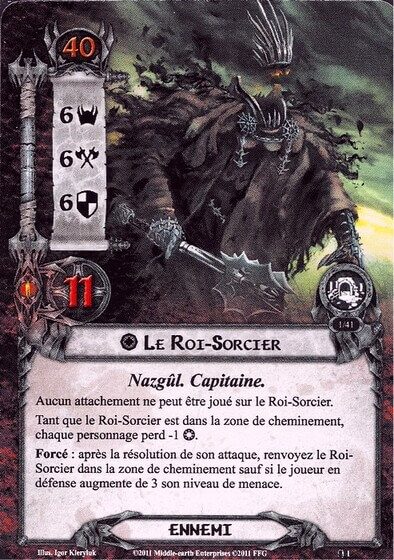 40
6
6
6
11
1/41
LE ROI-SORCIER
Nazgûl. Capitaine.
Aucun attachement ne peut être joué sur le Roi-Sorcier.
Tant que le Roi-Sorcier est dans la zone de cheminement,
chaque personnage perd -1
Forcé : après la résolution de son attaque, renvoyez le Roi-
Sorcier dans la zone de cheminement sauf si le joueur en
défense augmente de 3 son niveau de menace.
ENNEMI
Illus. Igor Kieryluk ©2011 Middle-earth Enterprises ©2011 FFG